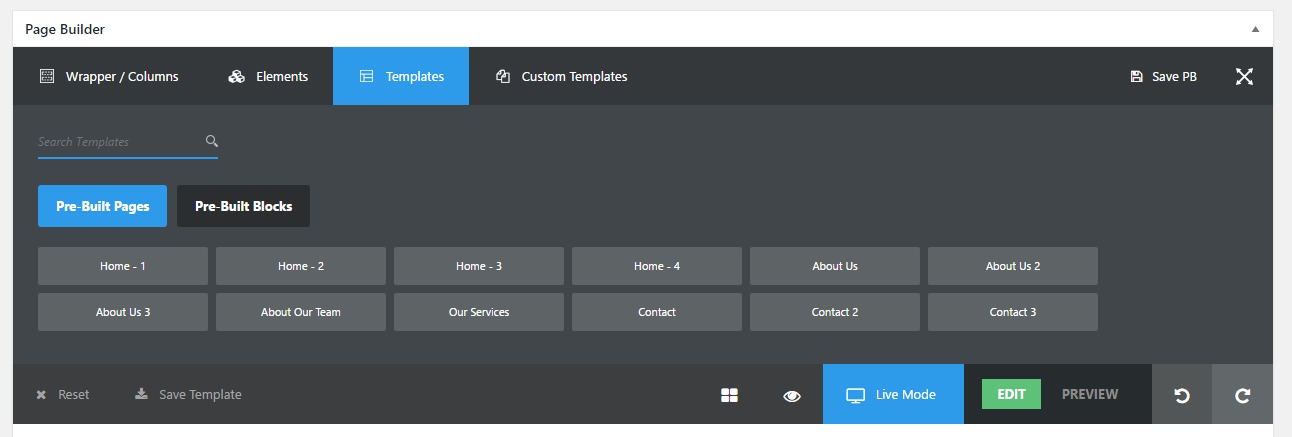 Page Builder
Wrapper / Columns Elements Templates Custom Templates Save PB
Search Templates
Pre-Built Pages Pre-Built Blocks
Home - 1 Home - 2 Home - 3 Home - 4 About Us About Us 2
About Us 3 About Our Team Our Services Contact Contact 2 Contact 3
Reset Save Template Live Mode EDIT PREVIEW